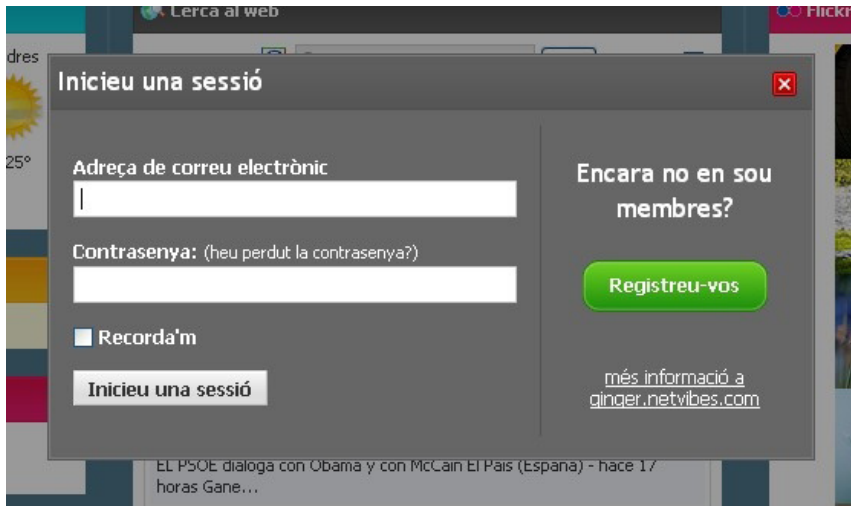 Cerca al web
Flickr
dres
25°
Inicieu una sessió
Adreça de correu electrònic
Contrasenya: (heu perdut la contrasenya?)
Recorda'm
Inicieu una sessió
Encara no en sou
membres?
Registreu-vos
més informació a
ginger.netvibes.com
EL PSOE dialoga con Obama y con McCain El País (España) - hace 17
horas Gane...